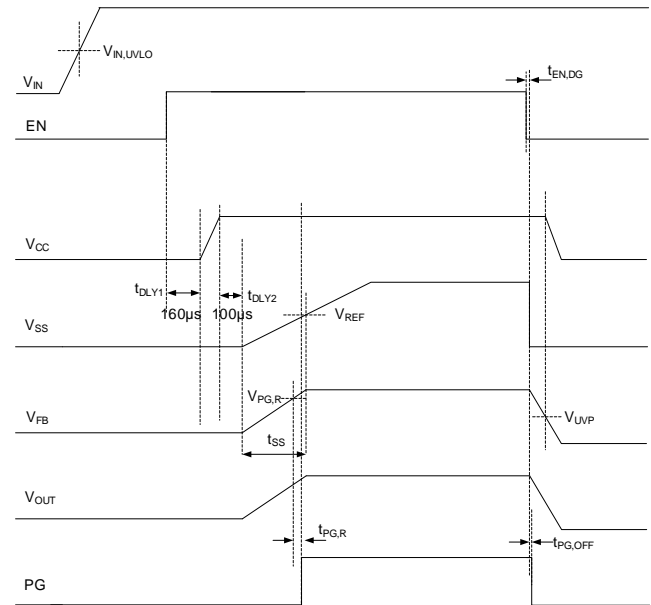 V_IN,UVLO
V_IN
t_EN,DG
EN
V_CC
t_DLY1
t_DLY2
160μs
100μs
V_SS
V_REF
V_PG,R
V_FB
V_UVP
t_SS
V_OUT
t_PG,R
t_PG,OFF
PG